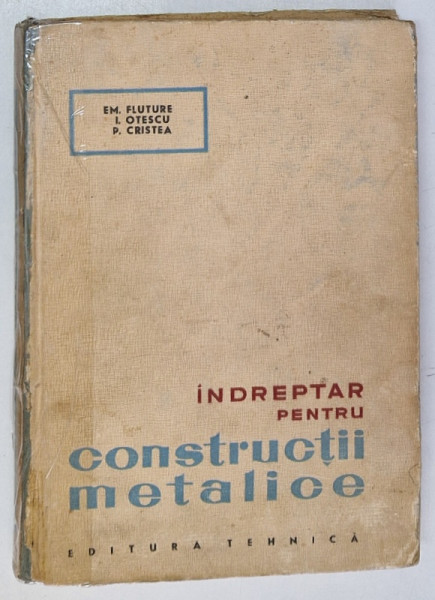 EM. FLUTURE
I. OTESCU
P. CRISTEA
ÎNDREPTAR
PENTRU
construcții
metalice
EDITURA TEHNICĂ